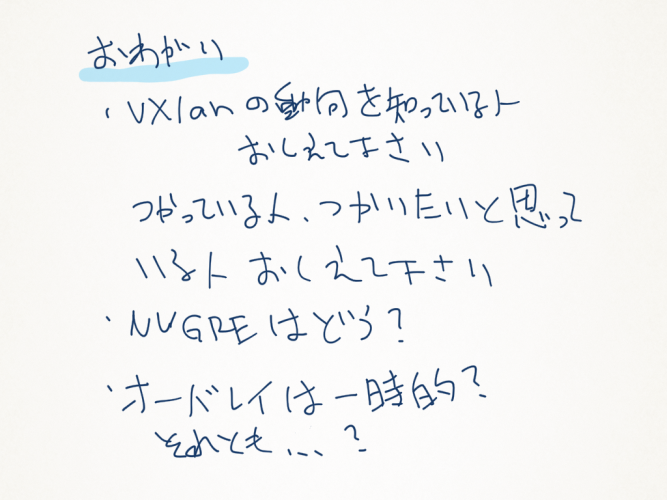 おねがい
・VXlanの動向を知っている人
おしえて下さい
つかっている人、つかいたいと思って
いる人 おしえて下さい
・NVGREはどう?
・オーバレイは一時的?
それとも...?